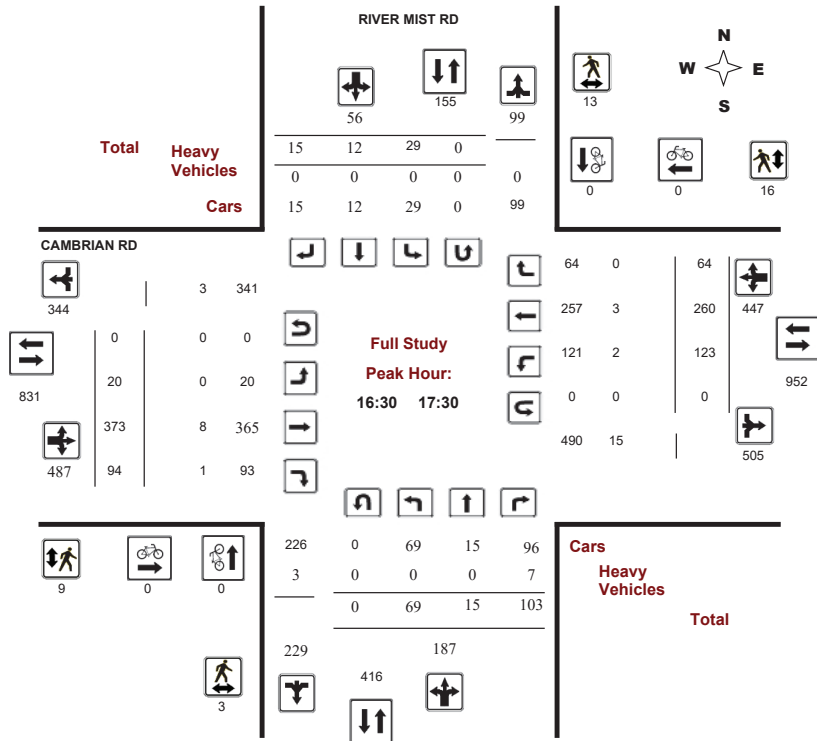 RIVER MIST RD
N
W E
S
155
13
56 99
Total Heavy Vehicles
15 12 29 0
0 0 0 0 0
Cars 15 12 29 0 99
0 0 16
CAMBRIAN RD
344
3 341
64 0 64
447
0 0 0
257 3 260
831
Full Study
Peak Hour:
16:30 17:30
20 0 20
121 2 123
952
373 8 365
0 0 0
487
94 1 93
490 15
505
226 0 69 15 96
Cars
3 0 0 0 7
Heavy
Vehicles
9 0 0
0 69 15 103
Total
229 187
416
3